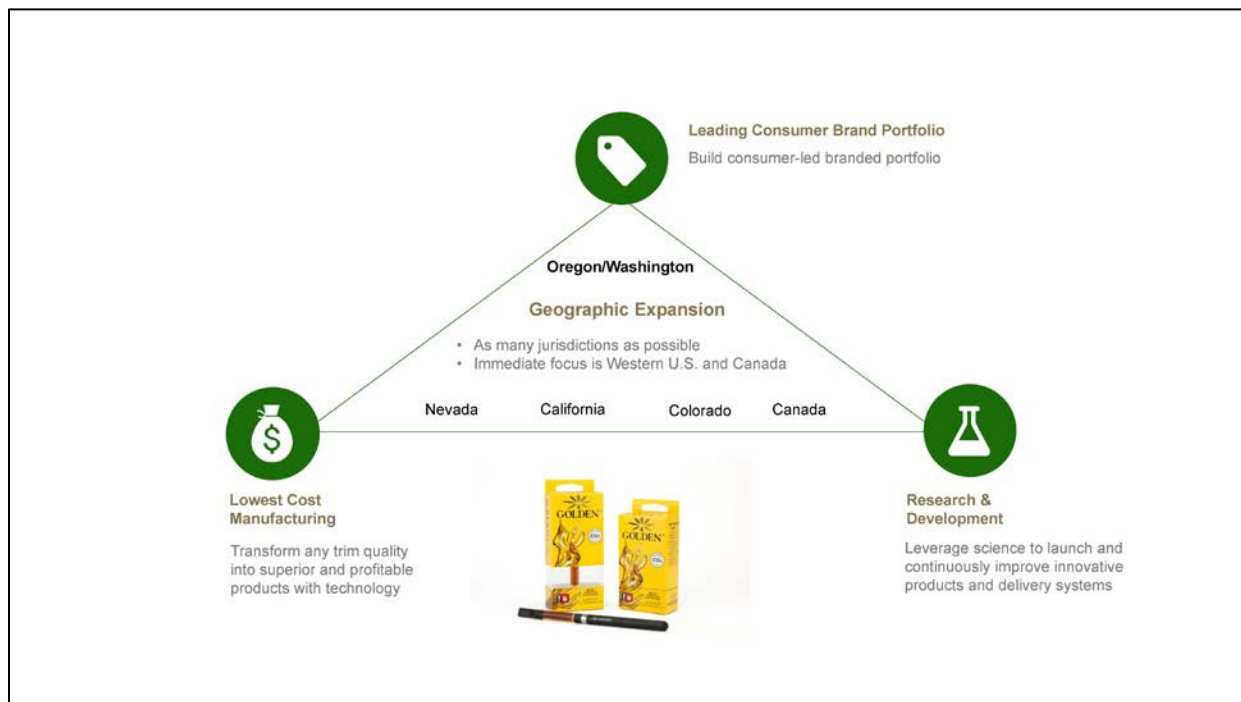 Leading Consumer Brand Portfolio
Build consumer-led branded portfolio
Oregon/Washington
Geographic Expansion
• As many jurisdictions as possible
• Immediate focus is Western U.S. and Canada
Nevada California Colorado Canada
Lowest Cost
Manufacturing
Transform any trim quality
into superior and profitable
products with technology
GOLDEN
GOLDEN
Research &
Development
Leverage science to launch and
continuously improve innovative
products and delivery systems